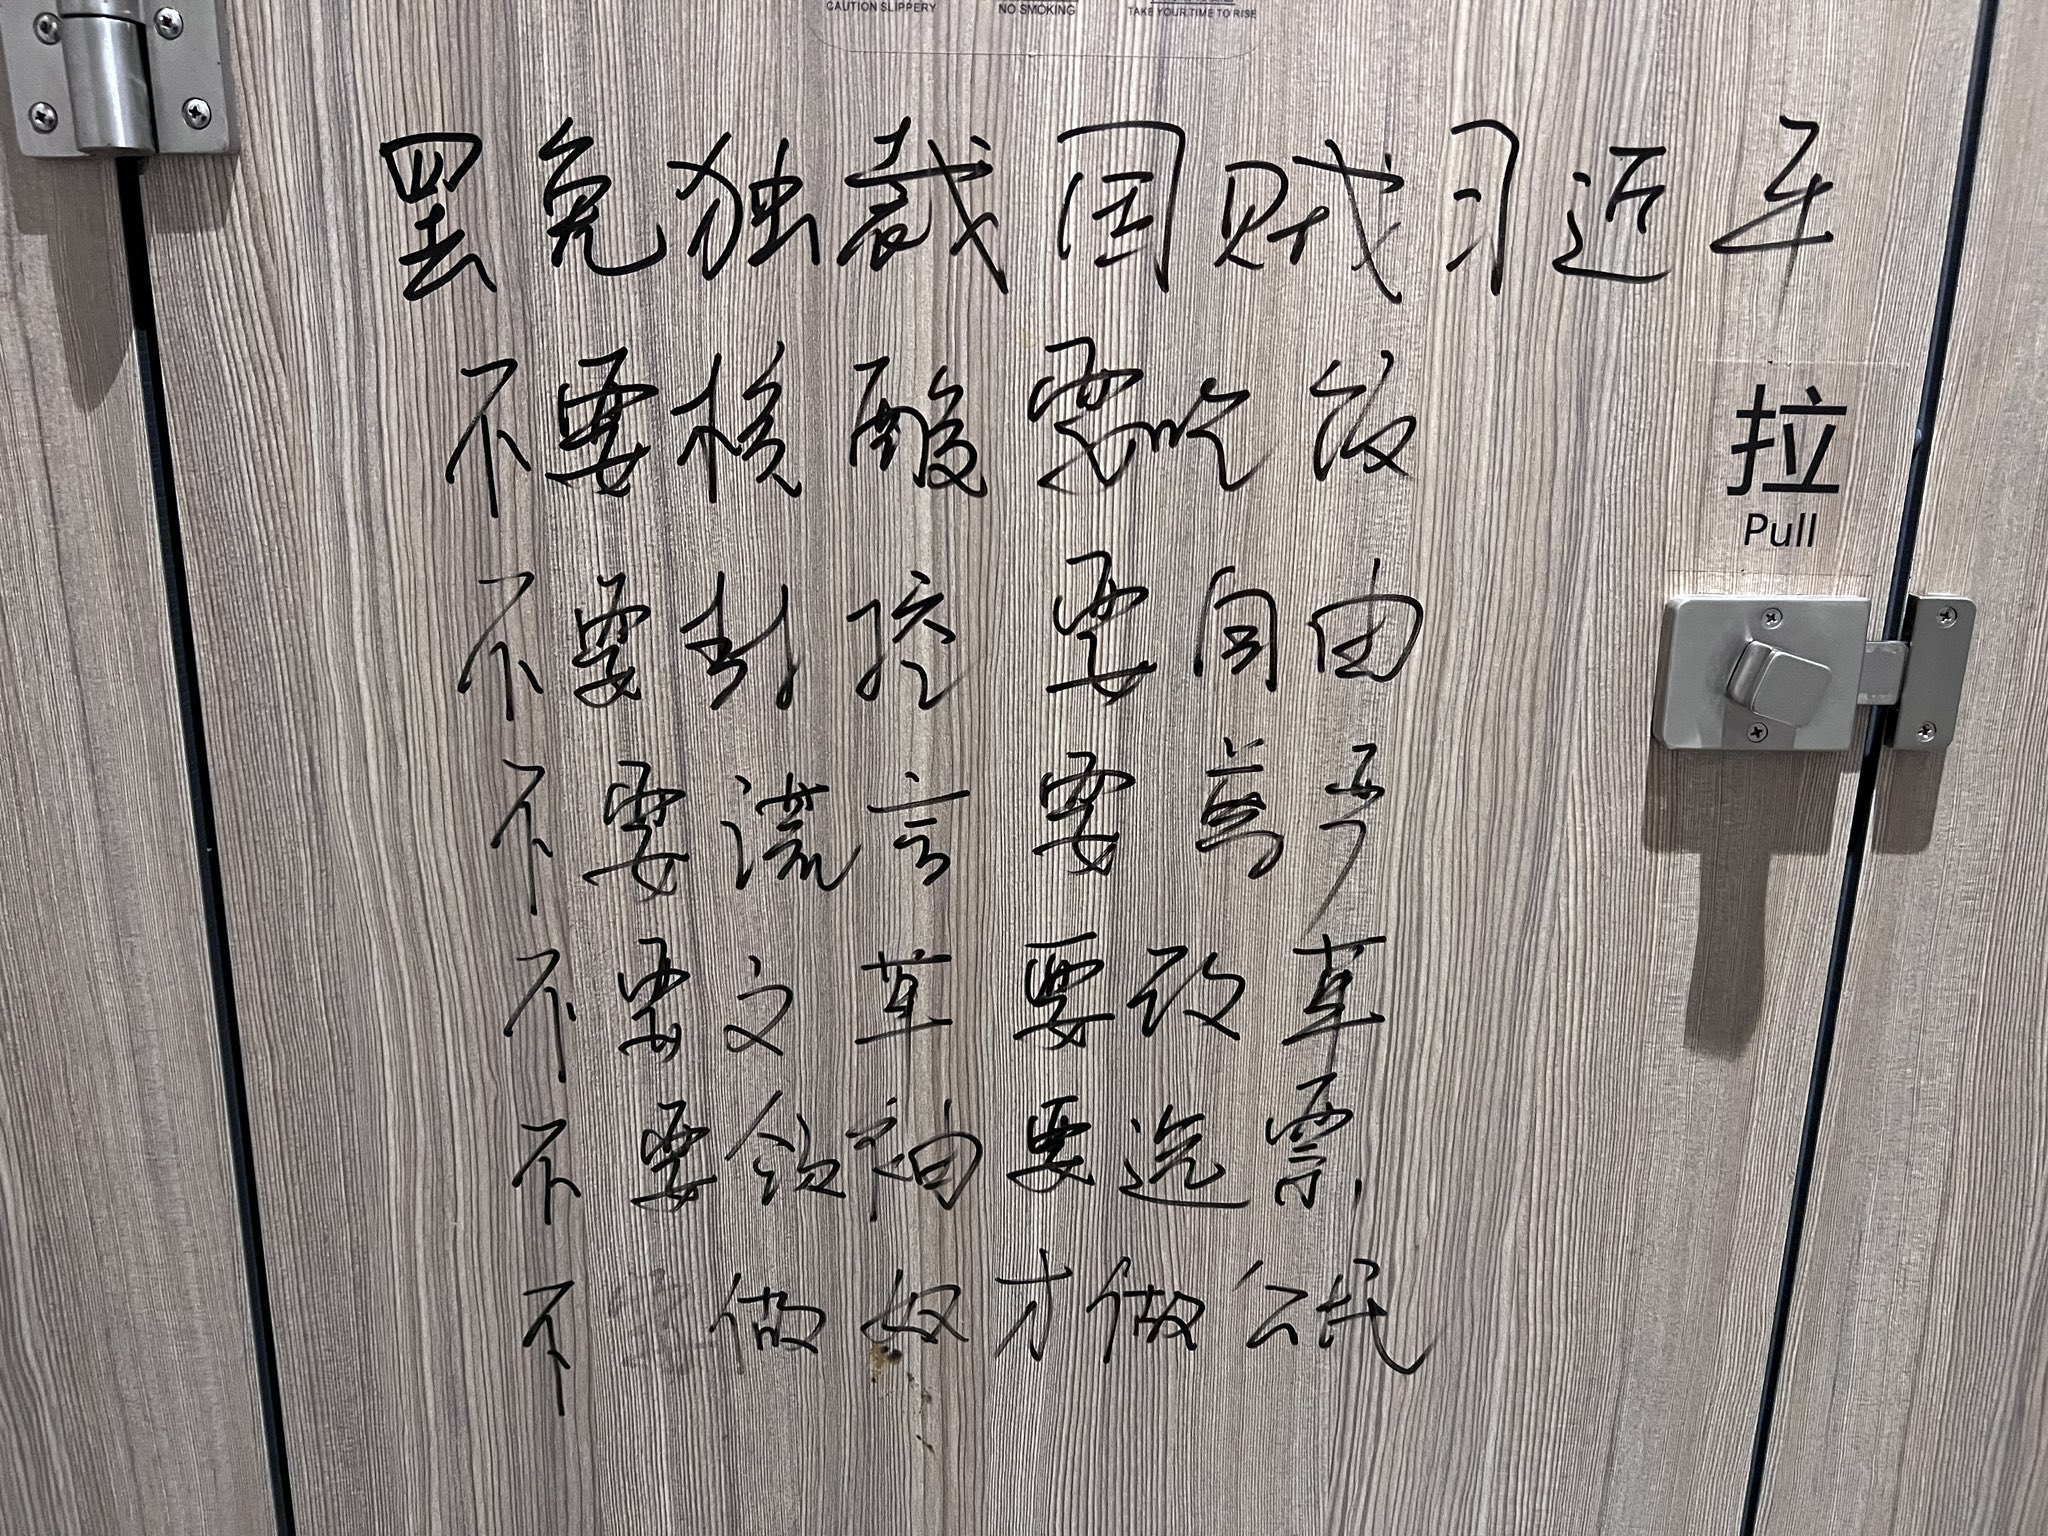 CAUTION SLIPPERY
NO SMOKING
TAKE YOUR TIME TO RISE
罢免独裁国贼习近平
不要核酸要吃饭
不要封控要自由
不要谎言要尊严
不要文革要改革
不要领袖要选票
不做奴才做公民
拉
Pull